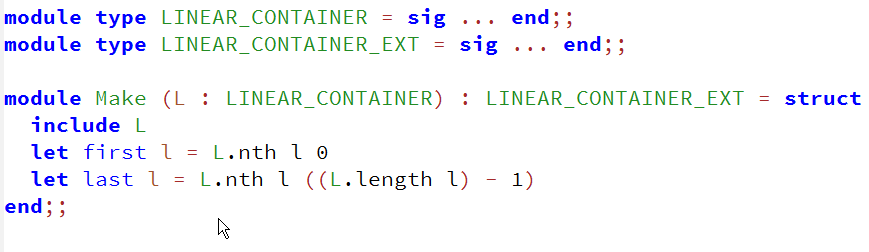 module type LINEAR_CONTAINER = sig ... end;;
module type LINEAR_CONTAINER_EXT = sig ... end;;
module Make (L : LINEAR_CONTAINER) : LINEAR_CONTAINER_EXT = struct
include L
let first l = L.nth l 0
let last l = L.nth l ((L.length l) - 1)
end;;